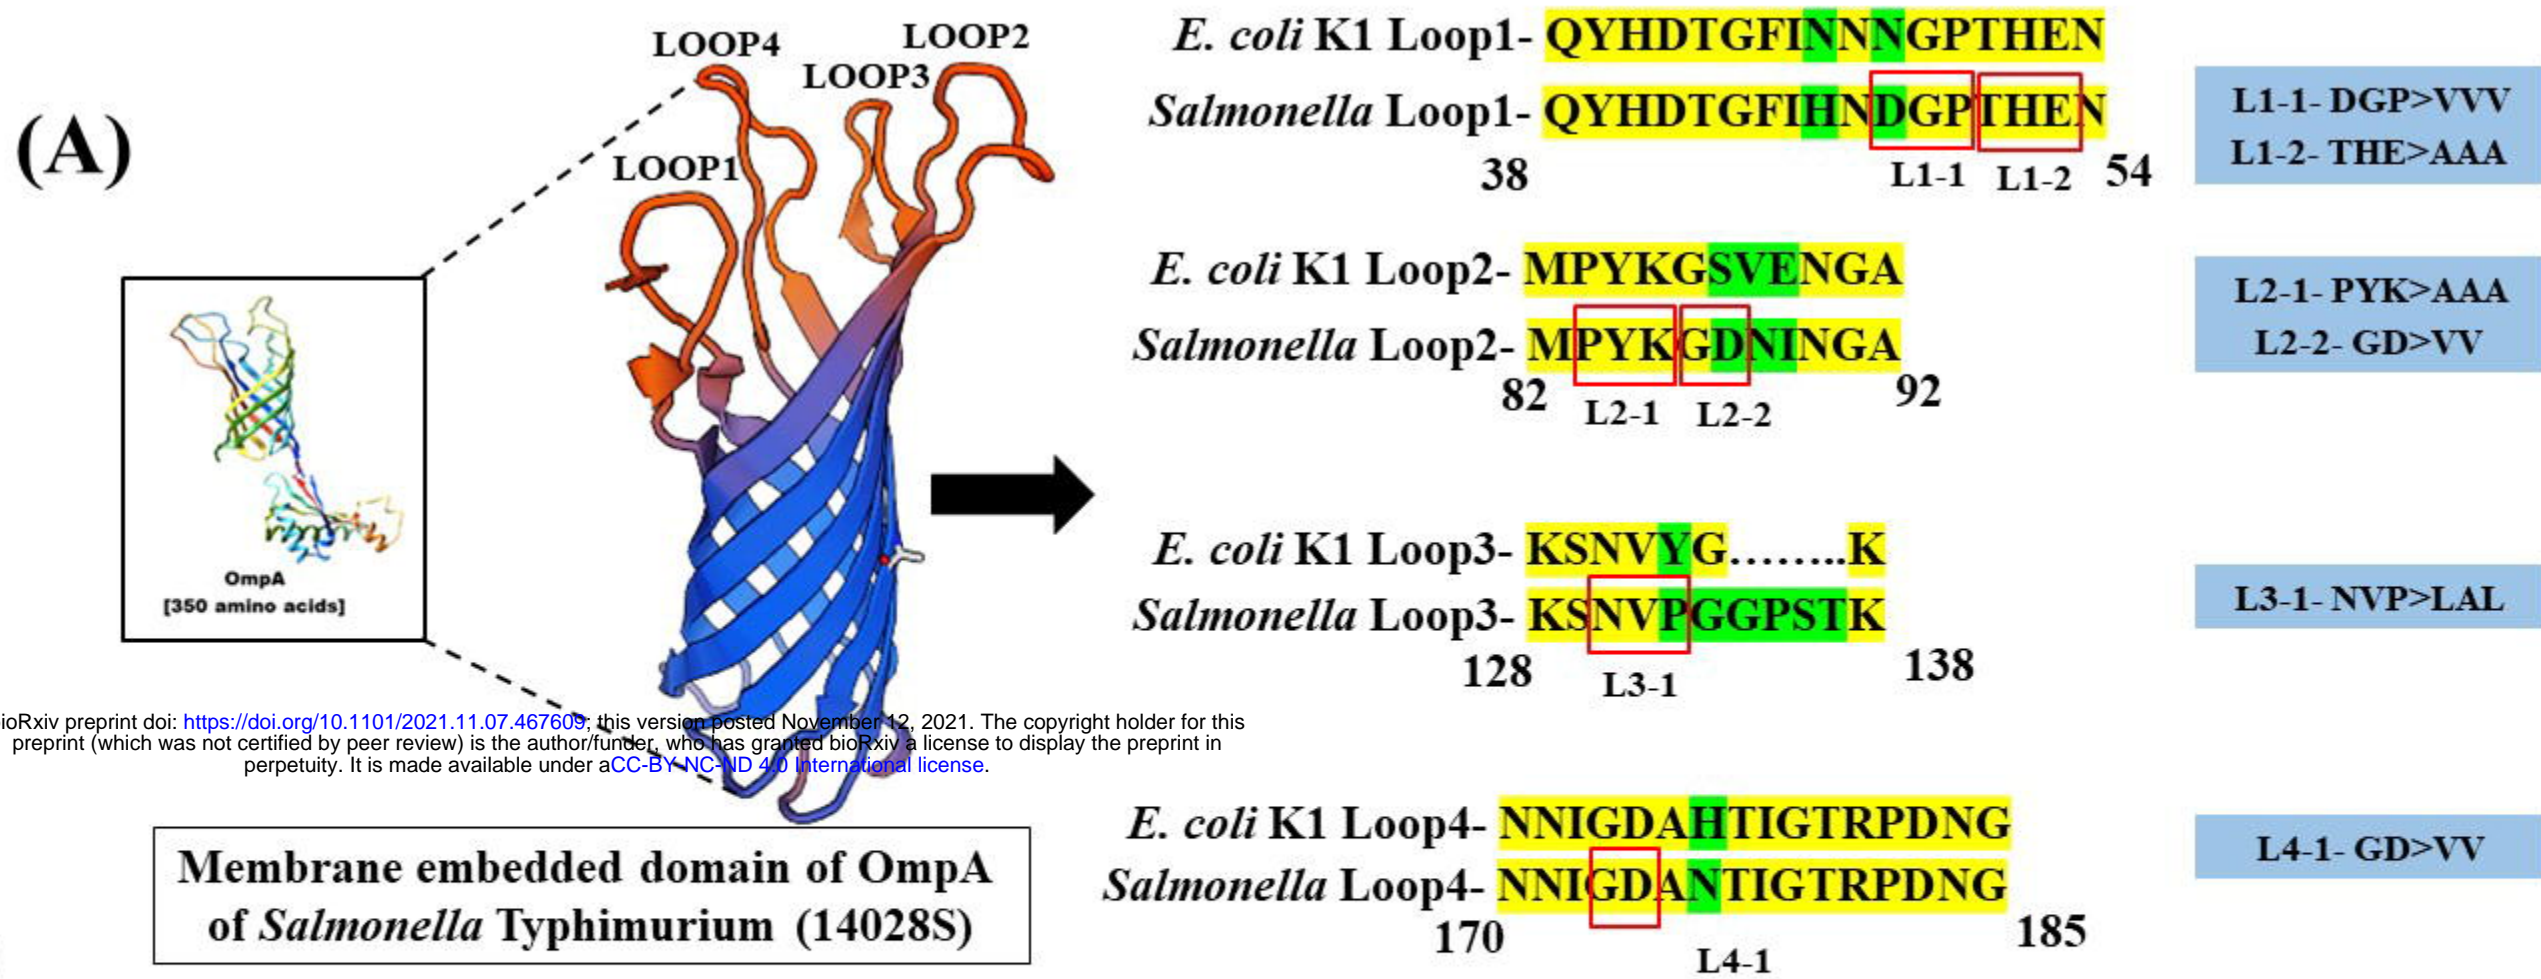 (A)
LOOP4
LOOP2
LOOP3
LOOP1
OmpA
[350 amino acids]
Membrane embedded domain of OmpA
of Salmonella Typhimurium (14028S)
E. coli K1 Loop1- QYHDTGFINNNGPTHEN
Salmonella Loop1- QYHDTGFIHNDGPTHEN
38 L1-1 L1-2 54
L1-1- DGP>VVV
L1-2- THE>AAA
E. coli K1 Loop2- MPYKGSVENGA
Salmonella Loop2- MPYKGDNINGA
82 L2-1 L2-2 92
L2-1- PYK>AAA
L2-2- GD>VV
E. coli K1 Loop3- KSNVYG........K
Salmonella Loop3- KSNVPGGPSTK
128 L3-1 138
L3-1- NVP>LAL
E. coli K1 Loop4- NNIGDAHTIGTRPDNG
Salmonella Loop4- NNIGDANTIGTRPDNG
170 L4-1 185
L4-1- GD>VV
ioRxiv preprint doi: https://doi.org/10.1101/2021.11.07.467609; this version posted November 12, 2021. The copyright holder for this
preprint (which was not certified by peer review) is the author/funder, who has granted bioRxiv a license to display the preprint in
perpetuity. It is made available under aCC-BY-NC-ND 4.0 International license.